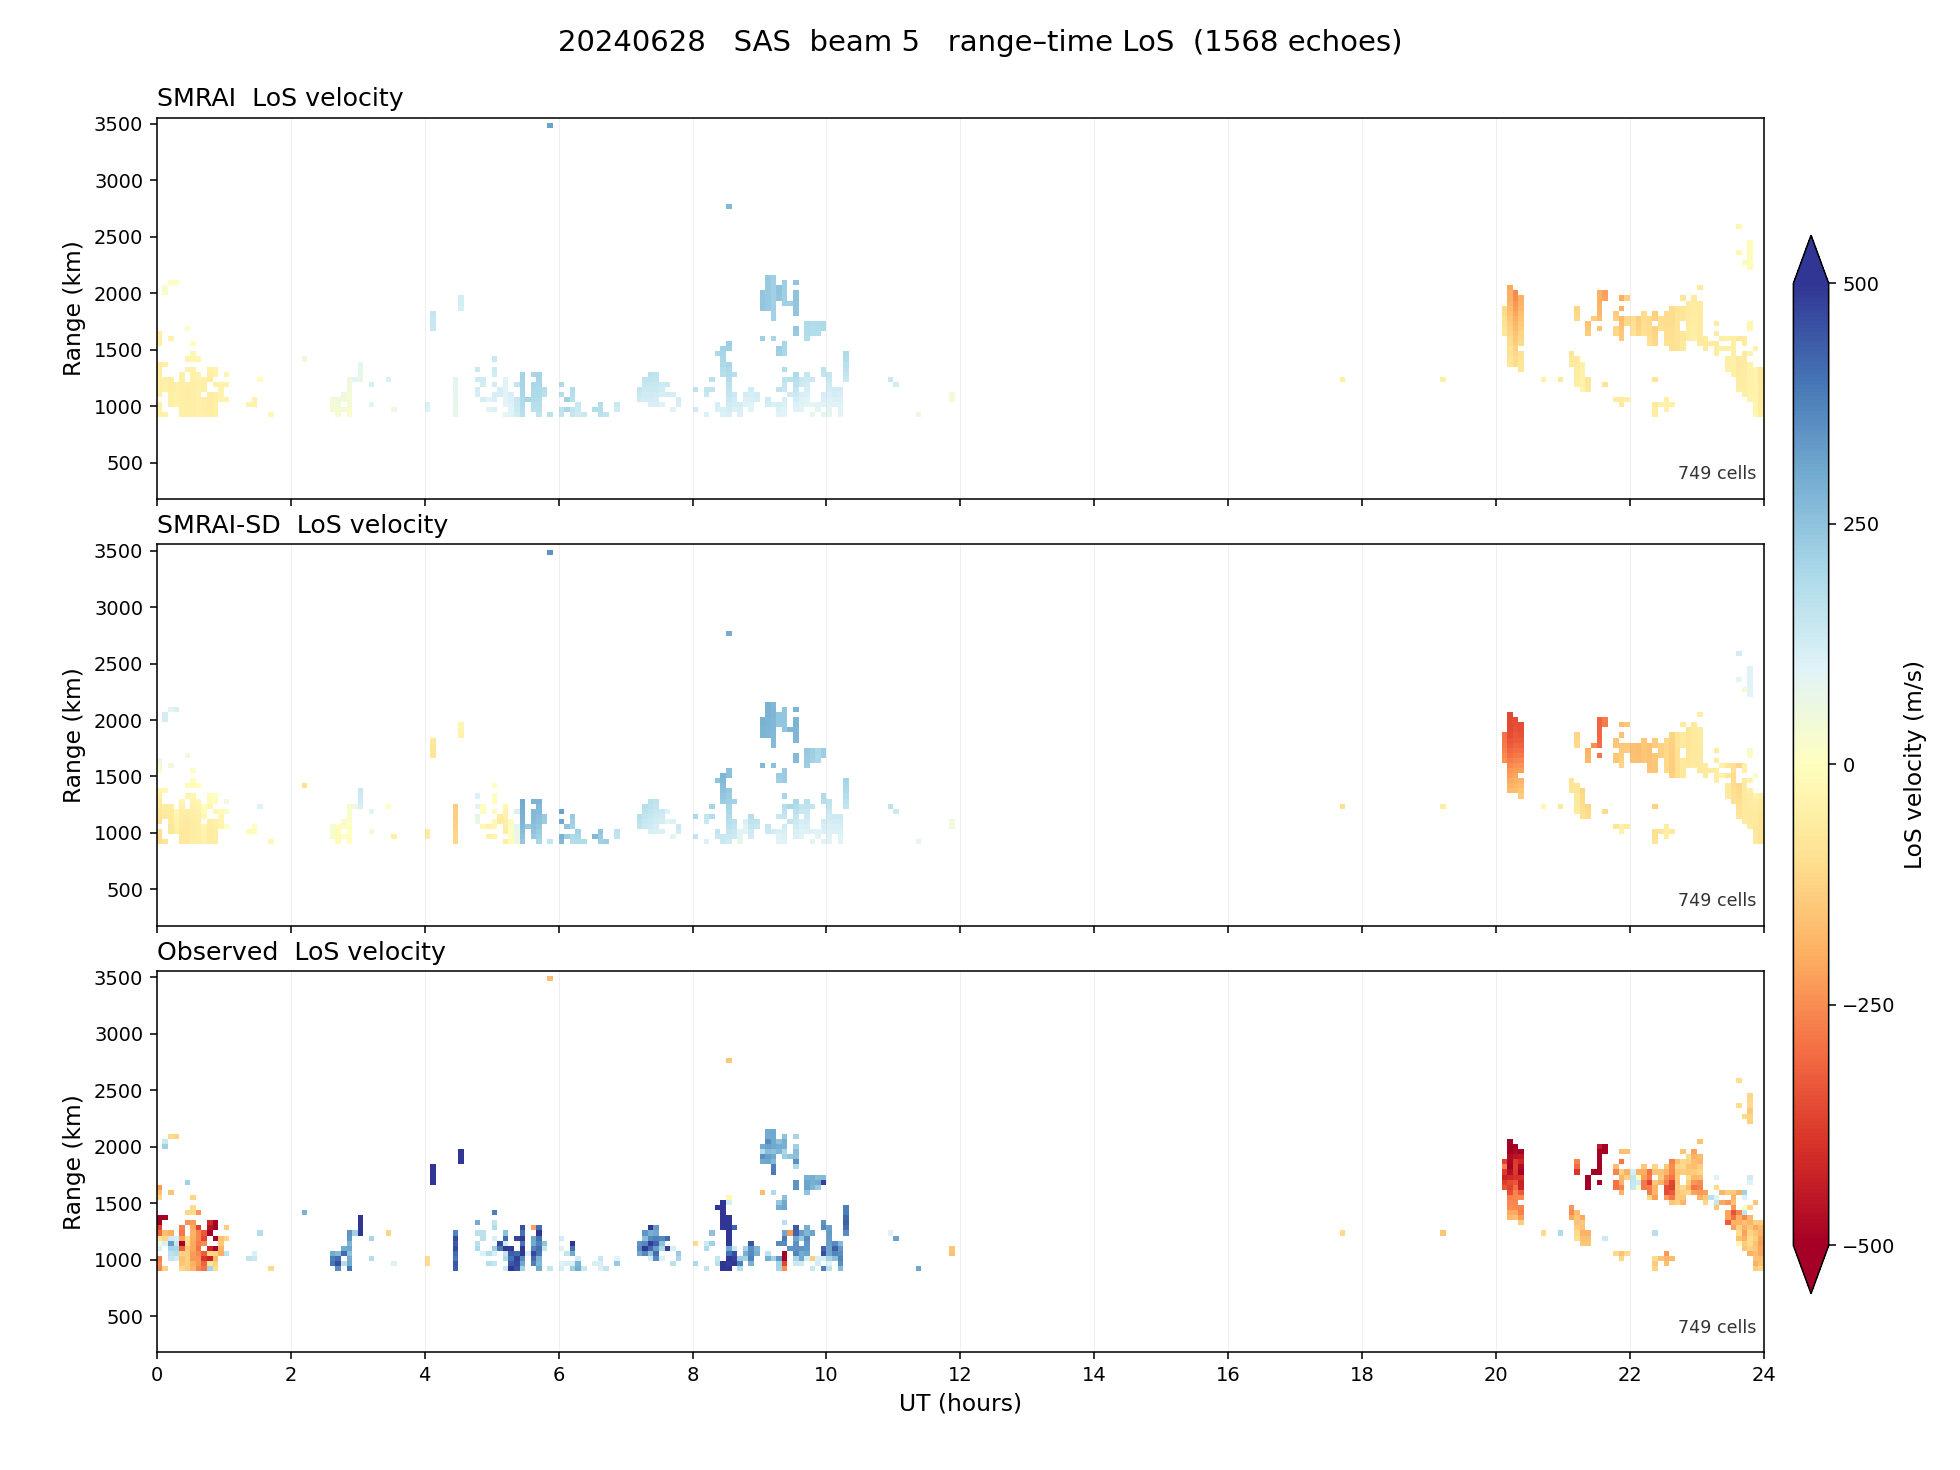 20240628   SAS  beam 5   range–time LoS  (1568 echoes)
SMRAI  LoS velocity
3500
3000
2500
2000
1500
1000
500
Range (km)
749 cells
SMRAI-SD  LoS velocity
3500
3000
2500
2000
1500
1000
500
Range (km)
749 cells
Observed  LoS velocity
3500
3000
2500
2000
1500
1000
500
Range (km)
749 cells
0 2 4 6 8 10 12 14 16 18 20 22 24
UT (hours)
500
250
0
−250
−500
LoS velocity (m/s)